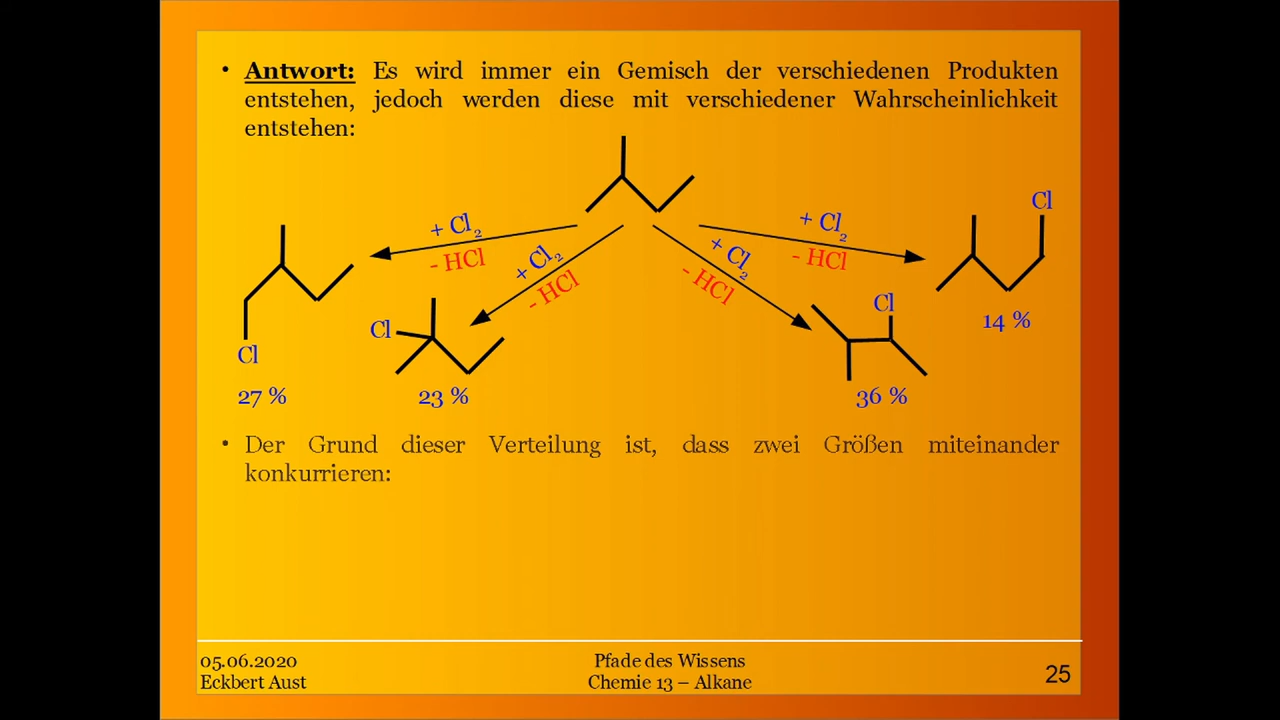 • Antwort: Es wird immer ein Gemisch der verschiedenen Produkten
entstehen, jedoch werden diese mit verschiedener Wahrscheinlichkeit
entstehen:
+ Cl₂
- HCl
+ Cl₂
- HCl
+ Cl₂
- HCl
+ Cl₂
- HCl
Cl
27 %
Cl
23 %
Cl
36 %
Cl
14 %
• Der Grund dieser Verteilung ist, dass zwei Größen miteinander
konkurrieren:
05.06.2020
Eckbert Aust
Pfade des Wissens
Chemie 13 – Alkane
25